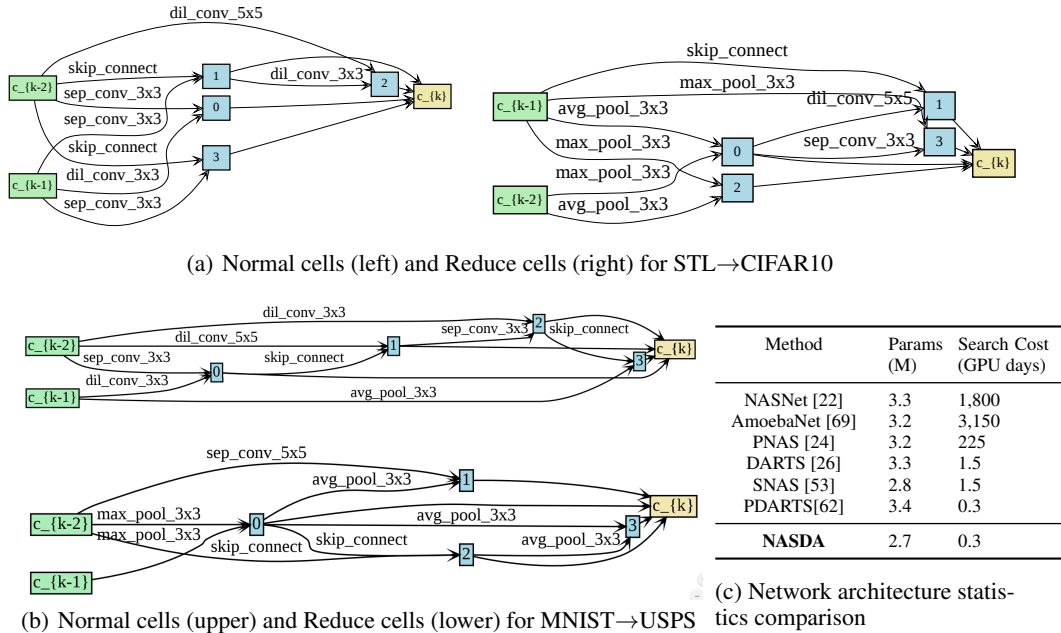 dil_conv_5x5
skip_connect
c_{k-2}
1
dil_conv_3x3
2
c_{k}
sep_conv_3x3
0
sep_conv_3x3
skip_connect
3
c_{k-1}
dil_conv_3x3
sep_conv_3x3
skip_connect
max_pool_3x3
c_{k-1}
avg_pool_3x3
dil_conv_5x5
1
max_pool_3x3
0
sep_conv_3x3
3
c_{k}
max_pool_3x3
2
c_{k-2}
avg_pool_3x3
(a) Normal cells (left) and Reduce cells (right) for STL→CIFAR10
dil_conv_3x3
2
c_{k-2}
dil_conv_5x5
1
sep_conv_3x3
skip_connect
c_{k}
sep_conv_3x3
skip_connect
3
0
dil_conv_3x3
c_{k-1}
avg_pool_3x3
sep_conv_5x5
avg_pool_3x3
1
c_{k}
c_{k-2}
max_pool_3x3
0
avg_pool_3x3
3
max_pool_3x3
skip_connect
skip_connect
2
avg_pool_3x3
c_{k-1}
(b) Normal cells (upper) and Reduce cells (lower) for MNIST→USPS
Method Params Search Cost
(M) (GPU days)
NASNet [22] 3.3 1,800
AmoebaNet [69] 3.2 3,150
PNAS [24] 3.2 225
DARTS [26] 3.3 1.5
SNAS [53] 2.8 1.5
PDARTS[62] 3.4 0.3
NASDA 2.7 0.3
(c) Network architecture statis-
tics comparison